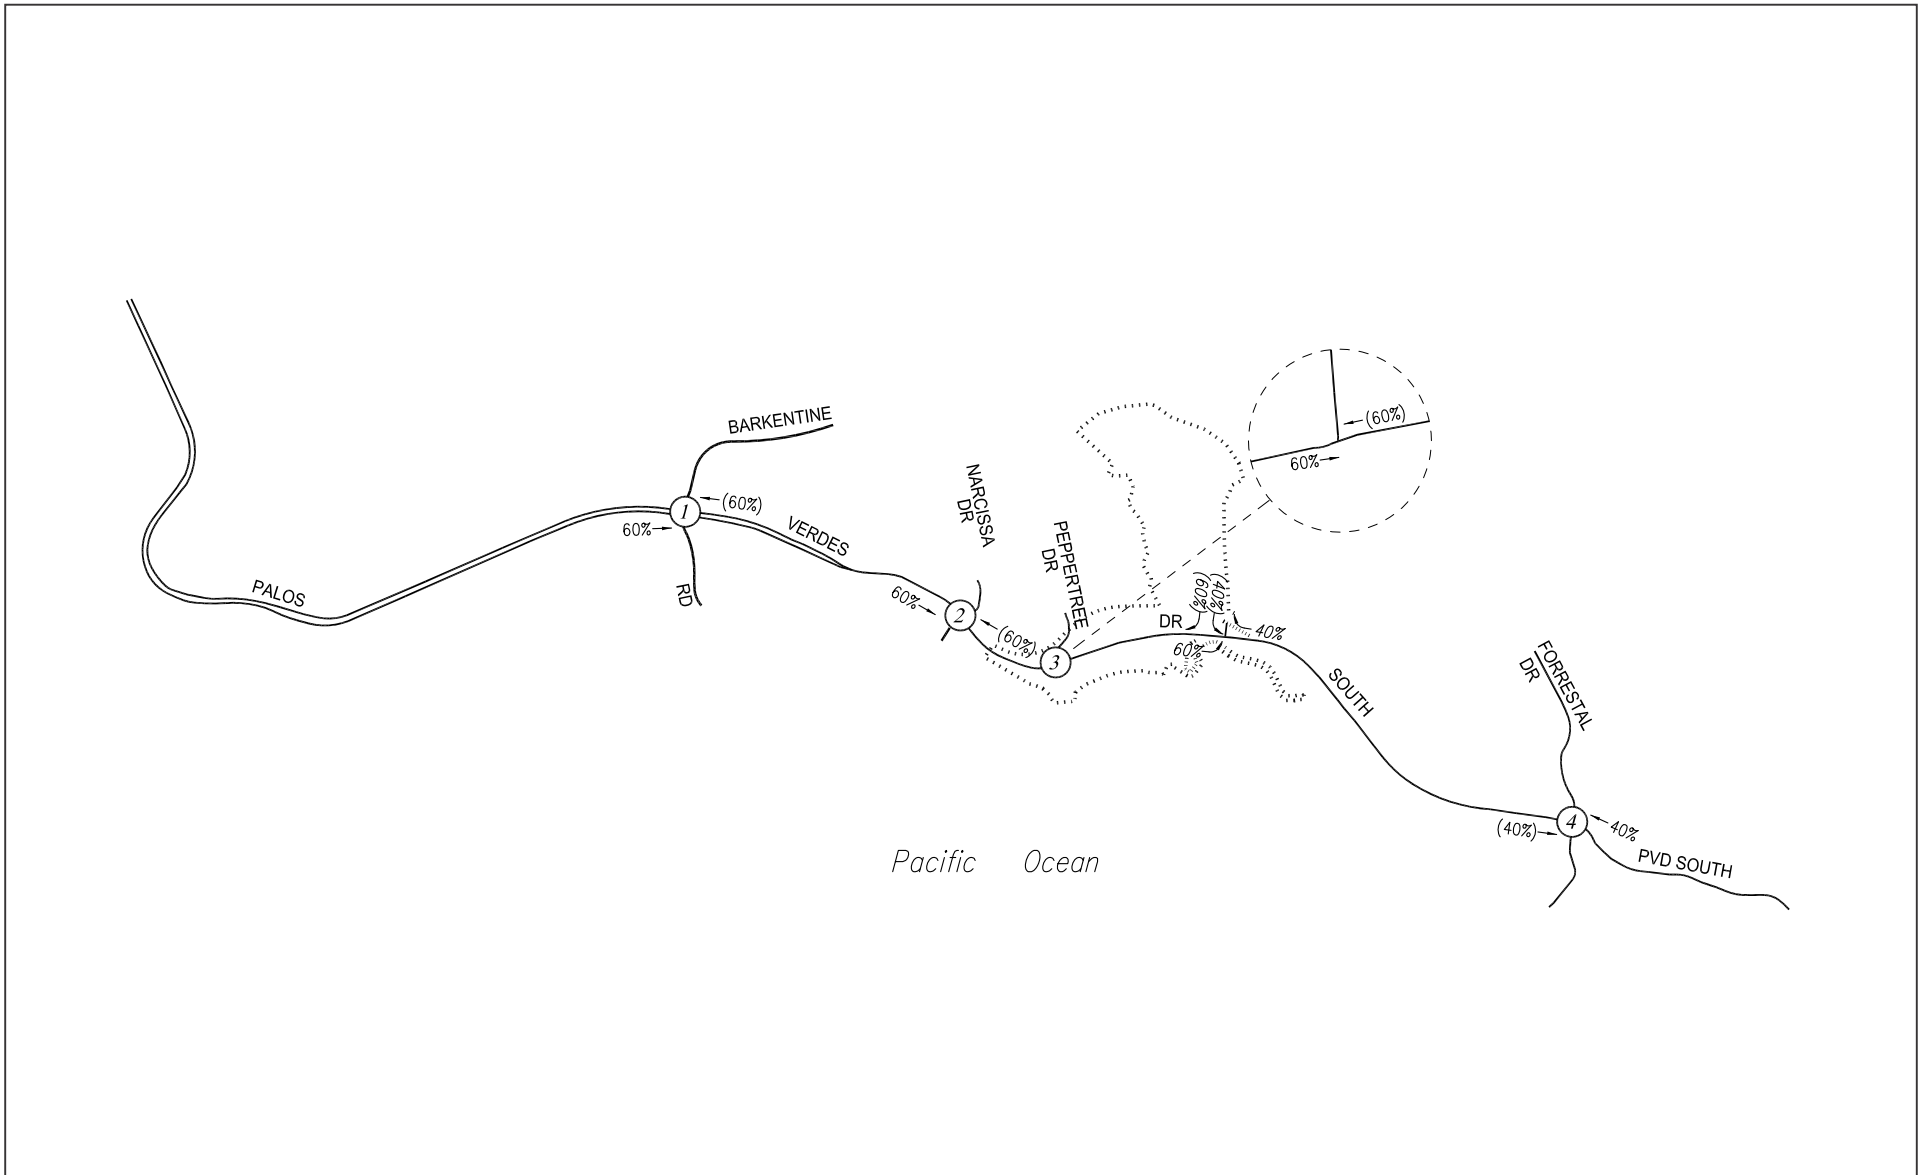 (60%)
60%
BARKENTINE
(60%)
1
60%
VERDES
NARCISSA
DR
PEPPERTREE
DR
RD
PALOS
60%
2
(60%)
3
DR
(60%)
(40%)
40%
60%
SOUTH
FORRESTAL
DR
(40%)
4
40%
PVD SOUTH
Pacific Ocean